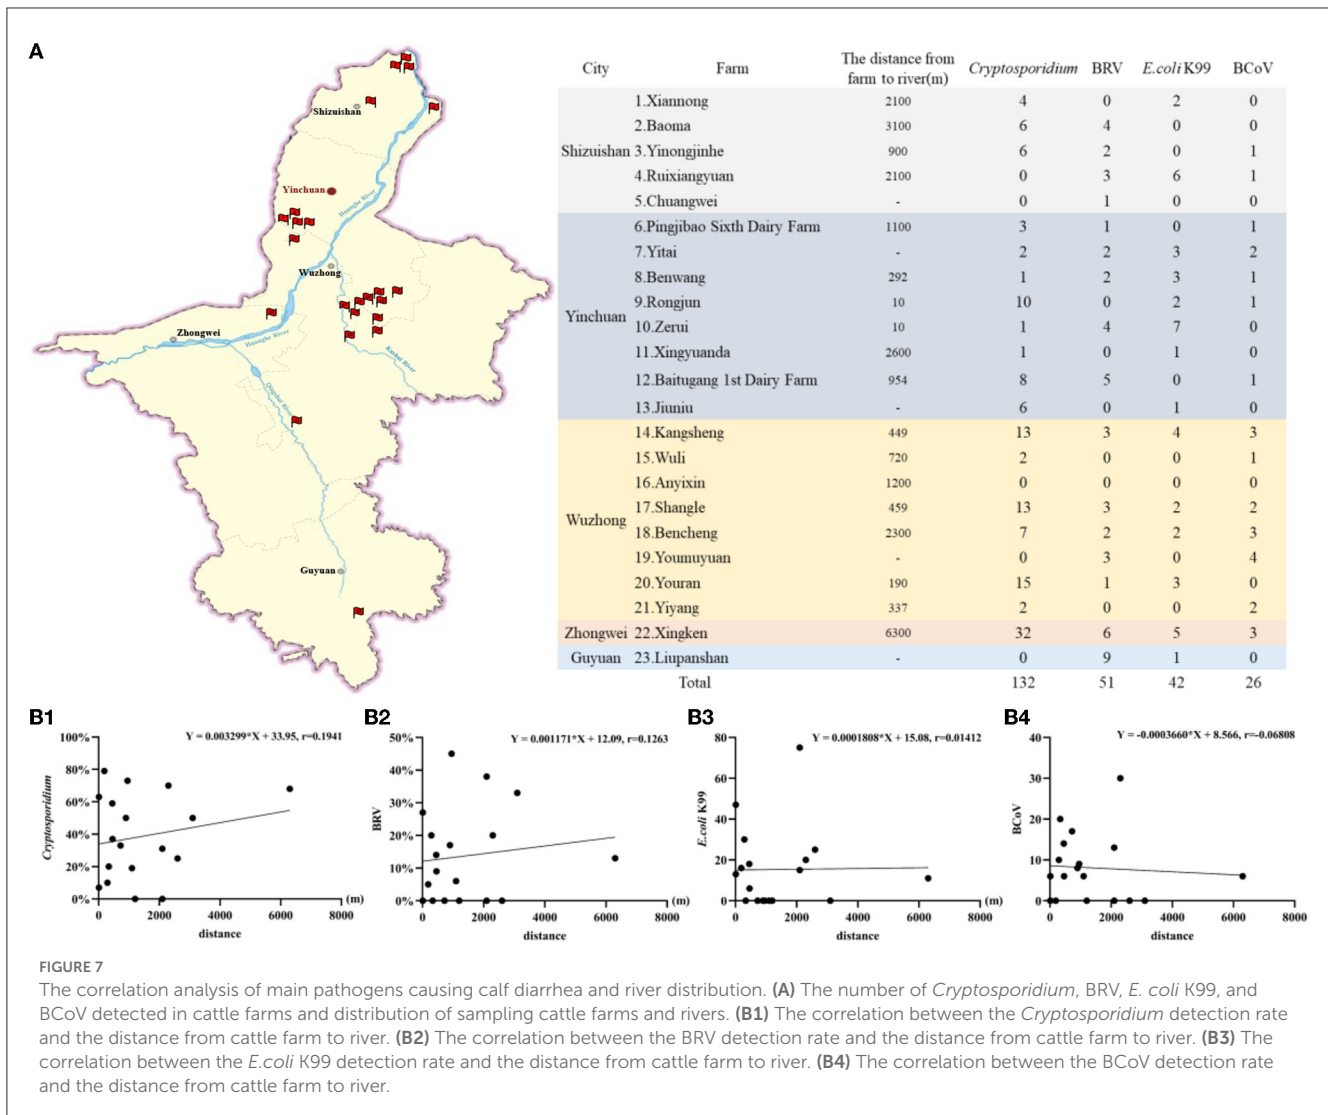 A
Shizuishan
Yinchuan
Huanghe River
Wuzhong
Zhongwei
Huanghe River
Kushui River
Qingshui River
Guyuan
City Farm The distance from farm to river(m) Cryptosporidium BRV E.coli K99 BCoV
1.Xiannong 2100 4 0 2 0
2.Baoma 3100 6 4 0 0
Shizuishan 3.Yinongjinhe 900 6 2 0 1
4.Ruixiangyuan 2100 0 3 6 1
5.Chuangwei - 0 1 0 0
6.Pingjibao Sixth Dairy Farm 1100 3 1 0 1
7.Yitai - 2 2 3 2
8.Benwang 292 1 2 3 1
9.Rongjun 10 10 0 2 1
Yinchuan
10.Zerui 10 1 4 7 0
11.Xingyuanda 2600 1 0 1 0
12.Baitugang 1st Dairy Farm 954 8 5 0 1
13.Jiuniu - 6 0 1 0
14.Kangsheng 449 13 3 4 3
15.Wuli 720 2 0 0 1
16.Anyixin 1200 0 0 0 0
17.Shangle 459 13 3 2 2
Wuzhong
18.Bencheng 2300 7 2 2 3
19.Youmuyuan - 0 3 0 4
20.Youran 190 15 1 3 0
21.Yiyang 337 2 0 0 2
Zhongwei 22.Xingken 6300 32 6 5 3
Guyuan 23.Liupanshan - 0 9 1 0
Total 132 51 42 26
B1
Y = 0.003299*X + 33.95, r=0.1941
100%
80%
60%
40%
20%
0%
Cryptosporidium
0 2000 4000 6000 8000 (m)
distance
B2
Y = 0.001171*X + 12.09, r=0.1263
50%
40%
30%
20%
10%
0%
BRV
0 2000 4000 6000 8000 (m)
distance
B3
Y = 0.0001808*X + 15.08, r=0.01412
80
60
40
20
0
E.coli K99
0 2000 4000 6000 8000 (m)
distance
B4
Y = -0.0003660*X + 8.566, r=-0.06808
40
30
20
10
0
BCoV
0 2000 4000 6000 8000
distance
FIGURE 7
The correlation analysis of main pathogens causing calf diarrhea and river distribution. (A) The number of Cryptosporidium, BRV, E. coli K99, and
BCoV detected in cattle farms and distribution of sampling cattle farms and rivers. (B1) The correlation between the Cryptosporidium detection rate
and the distance from cattle farm to river. (B2) The correlation between the BRV detection rate and the distance from cattle farm to river. (B3) The
correlation between the E.coli K99 detection rate and the distance from cattle farm to river. (B4) The correlation between the BCoV detection rate
and the distance from cattle farm to river.